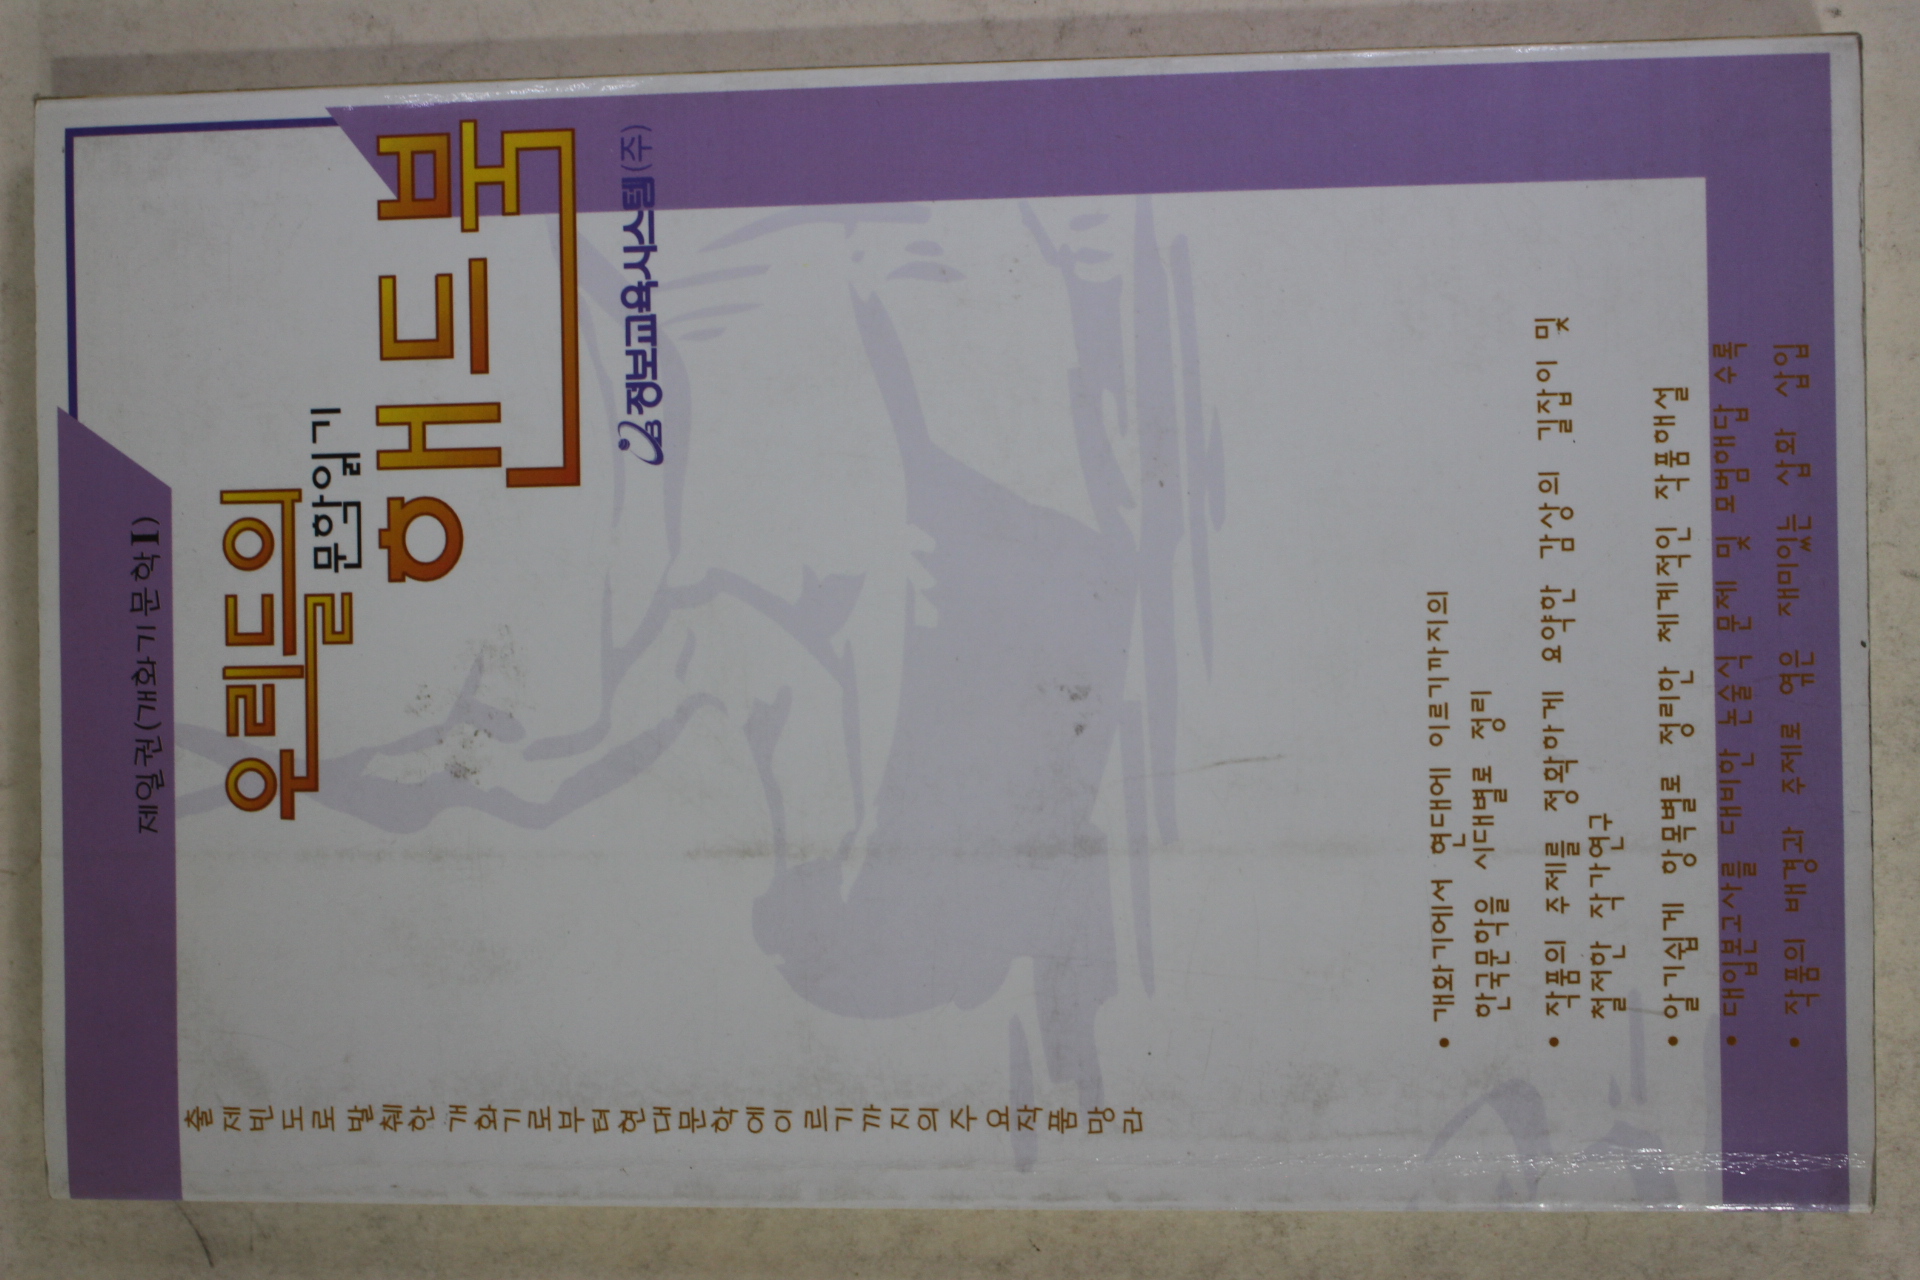 제일권(개화기문학 I)
우리들의
문학읽기
핸드북
정보교육시스템(주)
출제빈도로발췌한개화기로부터현대문학에이르기까지의주요작품망라
• 개화기에서 현대에 이르기까지의
한국문학을 시대별로 정리
• 작품의 주제를 정확하게 요약한 감상의 길잡이 및
철저한 작가연구
• 알기쉽게 항목별로 정리한 체계적인 작품해설
• 대입본고사를 대비한 논술식 문제 및 모범해답 수록
• 작품의 배경과 주제로 엮은 재미있는 삽화 삽입